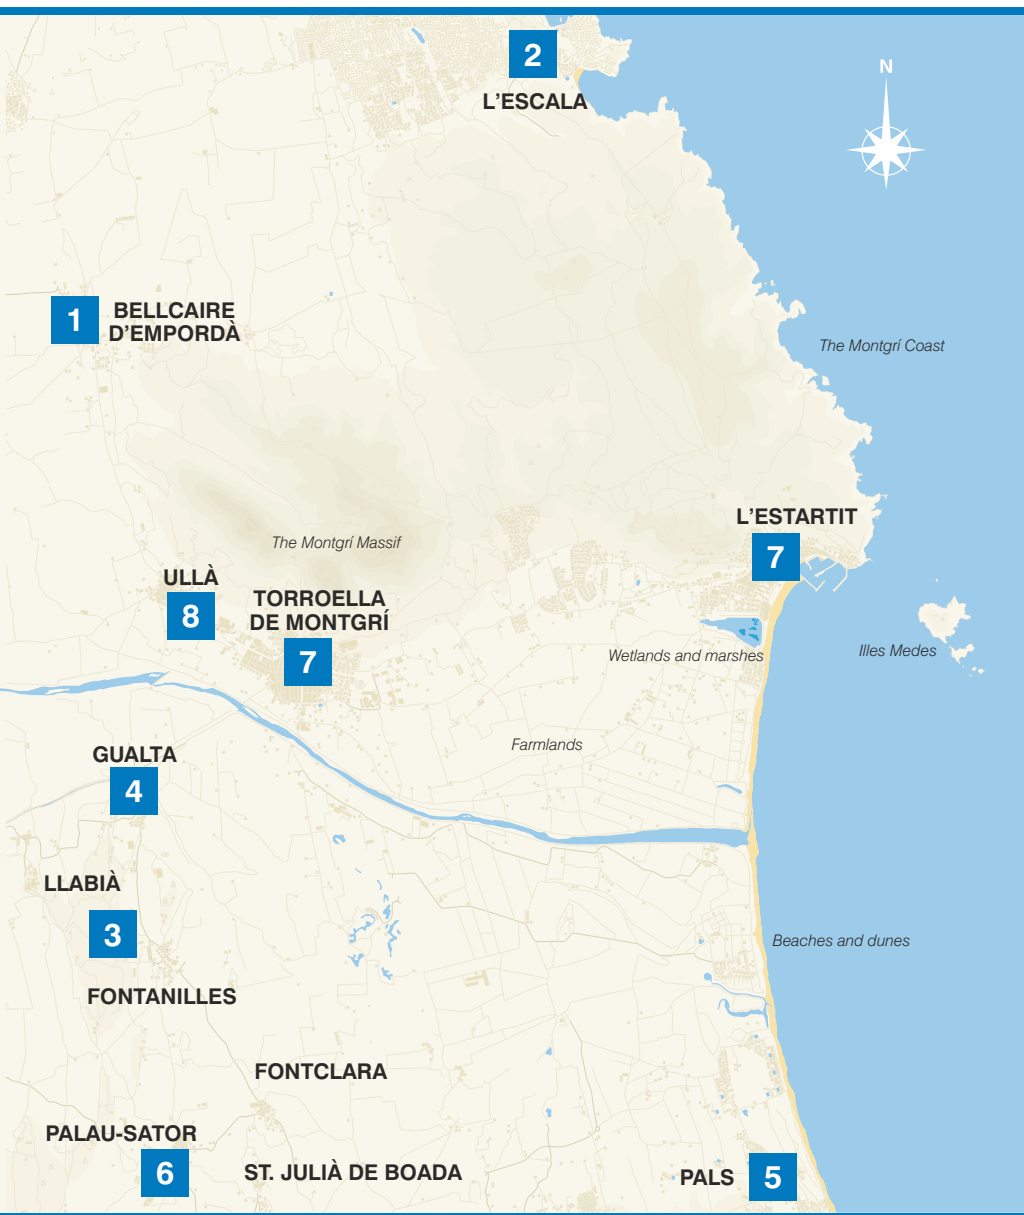 2
L'ESCALA
N
1
BELLCAIRE
D'EMPORDÀ
The Montgrí Coast
L'ESTARTIT
7
The Montgrí Massif
ULLÀ
8
TORROELLA
DE MONTGRÍ
7
Wetlands and marshes
Illes Medes
Farmlands
GUALTA
4
LLABIÀ
3
FONTANILLES
Beaches and dunes
FONTCLARA
PALAU-SATOR
6
ST. JULIÀ DE BOADA
PALS
5